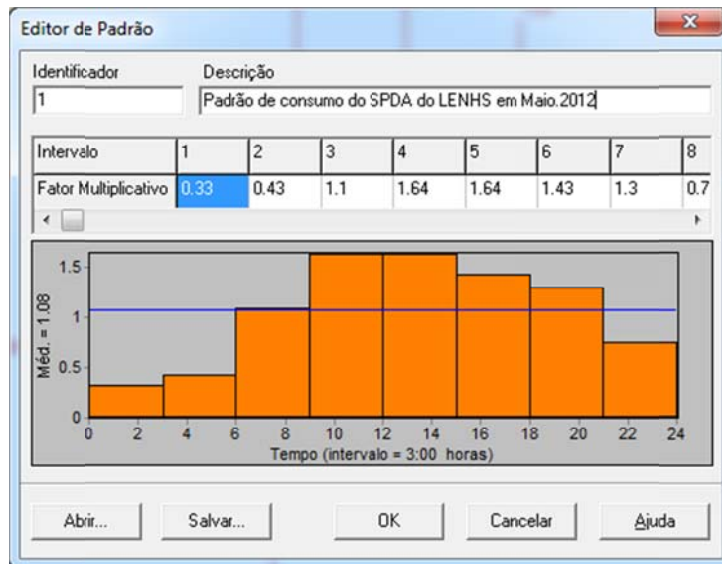 Editor de Padrão
Identificador Descrição
1 Padrão de consumo do SPDA do LENHS em Maio.2012
Intervalo 1 2 3 4 5 6 7 8
Fator Multiplicativo 0.33 0.43 1.1 1.64 1.64 1.43 1.3 0.7
Méd. = 1.08
1.5
1
0.5
0
0 2 4 6 8 10 12 14 16 18 20 22 24
Tempo (intervalo = 3:00 horas)
Abrir... Salvar... OK Cancelar Ajuda